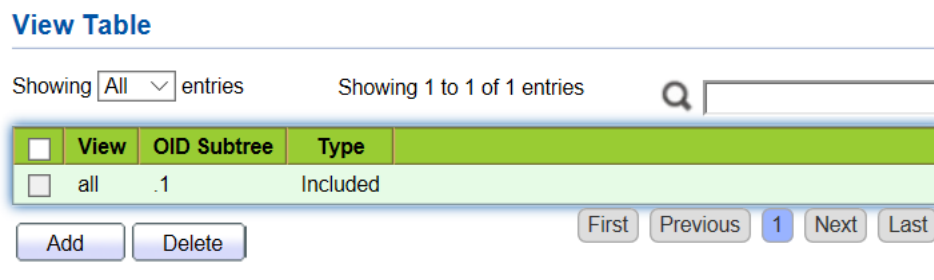 View Table
Showing All entries Showing 1 to 1 of 1 entries
View OID Subtree Type
all .1 Included
Add Delete First Previous 1 Next Last